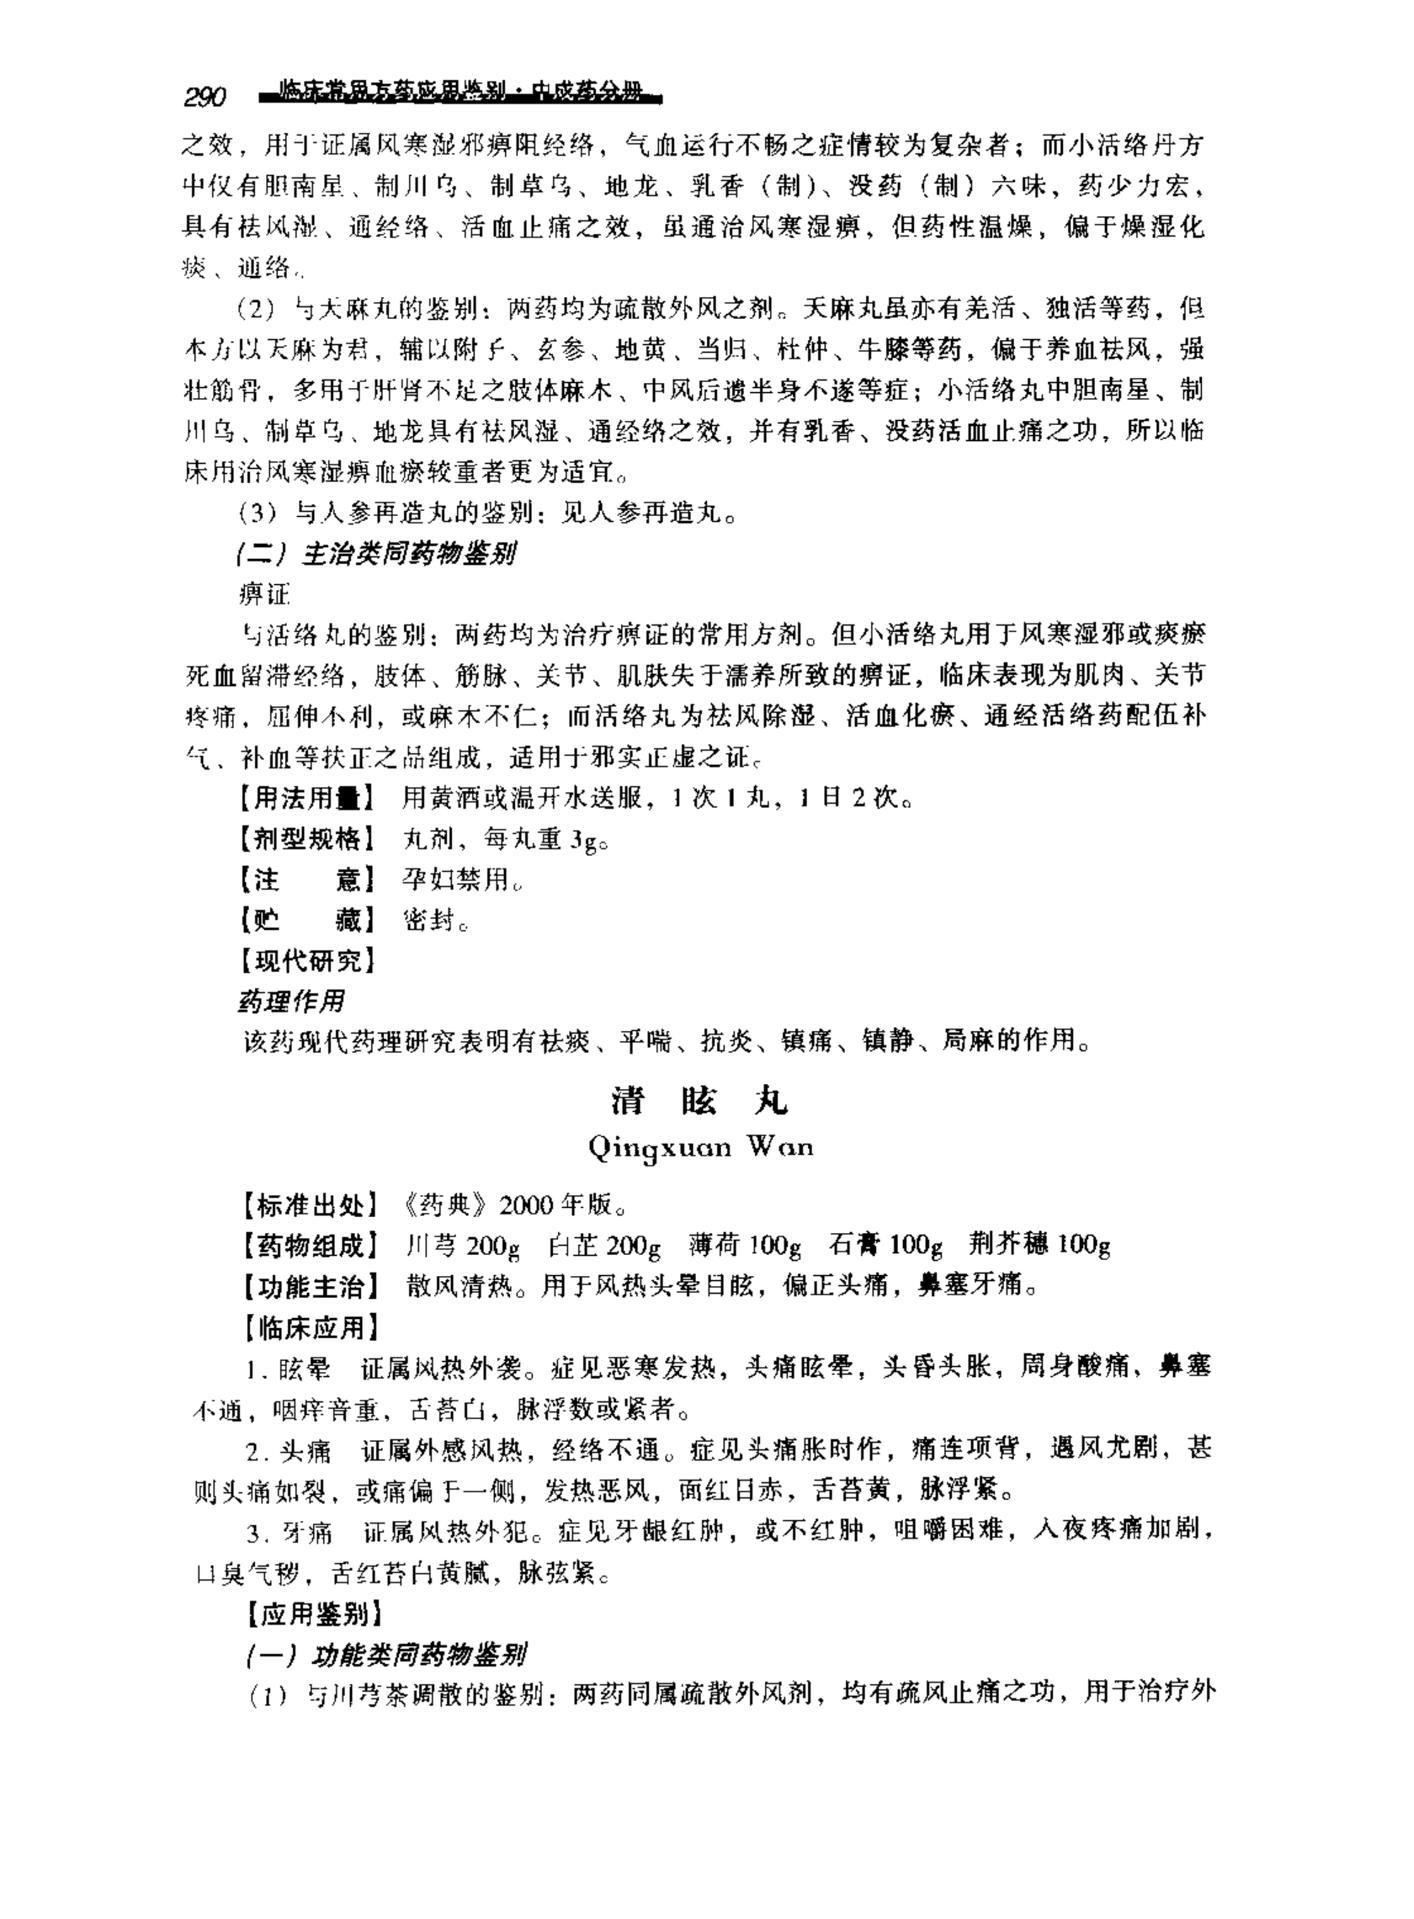 290 临床常用方药应用鉴别·中成药分册
之效，用于证属风寒湿邪痹阻经络，气血运行不畅之症情较为复杂者；而小活络丹方
中仅有胆南星、制川乌、制草乌、地龙、乳香（制）、没药（制）六味，药少力宏，
具有祛风湿、通经络、活血止痛之效，虽通治风寒湿痹，但药性温燥，偏于燥湿化
痰、通络。
（2）与天麻丸的鉴别：两药均为疏散外风之剂。天麻丸虽亦有羌活、独活等药，但
本方以天麻为君，辅以附子、玄参、地黄、当归、杜仲、牛膝等药，偏于养血祛风，强
壮筋骨，多用于肝肾不足之肢体麻木、中风后遗半身不遂等症；小活络丸中胆南星、制
川乌、制草乌、地龙具有祛风湿、通经络之效，并有乳香、没药活血止痛之功，所以临
床用治风寒湿痹血瘀较重者更为适宜。
（3）与人参再造丸的鉴别：见人参再造丸。
（二）主治类同药物鉴别
痹证
与活络丸的鉴别：两药均为治疗痹证的常用方剂。但小活络丸用于风寒湿邪或痰瘀
死血留滞经络，肢体、筋脉、关节、肌肤失于濡养所致的痹证，临床表现为肌肉、关节
疼痛，屈伸不利，或麻木不仁；而活络丸为祛风除湿、活血化瘀、通经活络药配伍补
气、补血等扶正之品组成，适用于邪实正虚之证。
【用法用量】 用黄酒或温开水送服，1次1丸，1日2次。
【剂型规格】 丸剂，每丸重3g。
【注　　意】 孕妇禁用。
【贮　　藏】 密封。
【现代研究】
药理作用
该药现代药理研究表明有祛痰、平喘、抗炎、镇痛、镇静、局麻的作用。
清 眩 丸
Qingxuan Wan
【标准出处】《药典》2000年版。
【药物组成】 川芎200g　白芷200g　薄荷100g　石膏100g　荆芥穗100g
【功能主治】 散风清热。用于风热头晕目眩，偏正头痛，鼻塞牙痛。
【临床应用】
1. 眩晕　证属风热外袭。症见恶寒发热，头痛眩晕，头昏头胀，周身酸痛，鼻塞
不通，咽痒音重，舌苔白，脉浮数或紧者。
2. 头痛　证属外感风热，经络不通。症见头痛胀时作，痛连项背，遇风尤剧，甚
则头痛如裂，或痛偏于一侧，发热恶风，面红目赤，舌苔黄，脉浮紧。
3. 牙痛　证属风热外犯。症见牙龈红肿，或不红肿，咀嚼困难，入夜疼痛加剧，
口臭气秽，舌红苔白黄腻，脉弦紧。
【应用鉴别】
（一）功能类同药物鉴别
（1）与川芎茶调散的鉴别：两药同属疏散外风剂，均有疏风止痛之功，用于治疗外